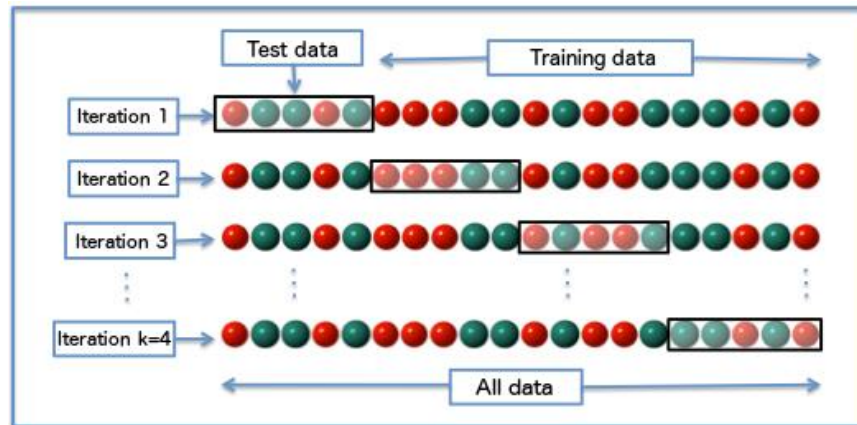 Test data
Training data
Iteration 1
Iteration 2
Iteration 3
Iteration k=4
All data